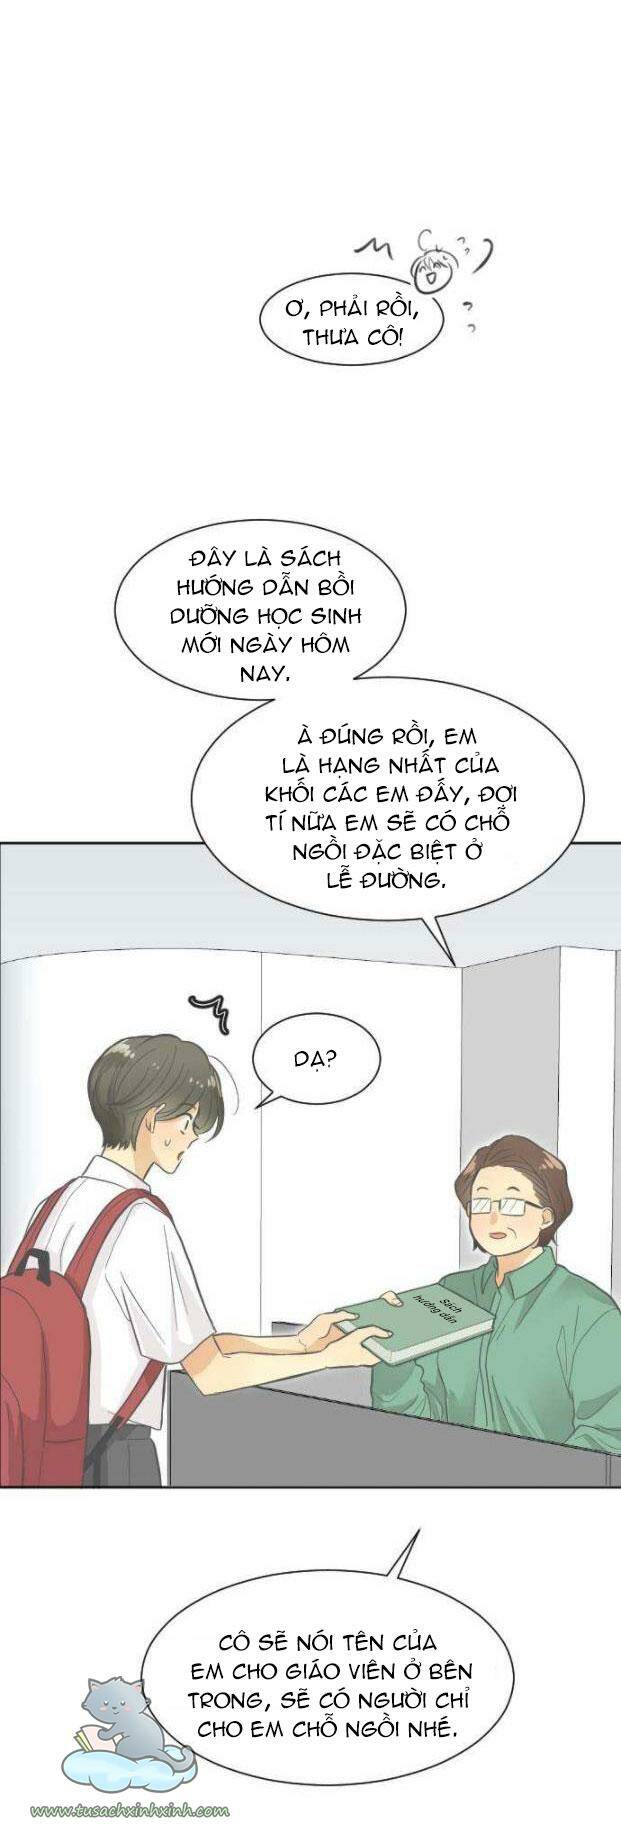 Ơ, PHẢI RỒI,
THƯA CÔ!
ĐÂY LÀ SÁCH
HƯỚNG DẪN BỒI
DƯỠNG HỌC SINH
MỚI NGÀY HÔM
NAY.
À ĐÚNG RỒI, EM
LÀ HẠNG NHẤT CỦA
KHỐI CÁC EM ĐẤY, ĐỢI
TÍ NỮA EM SẼ CÓ CHỖ
NGỒI ĐẶC BIỆT Ở
LỄ ĐƯỜNG.
DẠ?
Sách
hướng dẫn
CÔ SẼ NÓI TÊN CỦA
EM CHO GIÁO VIÊN Ở BÊN
TRONG, SẼ CÓ NGƯỜI CHỈ
CHO EM CHỖ NGỒI NHÉ.
www.tusachxinhxinh.com